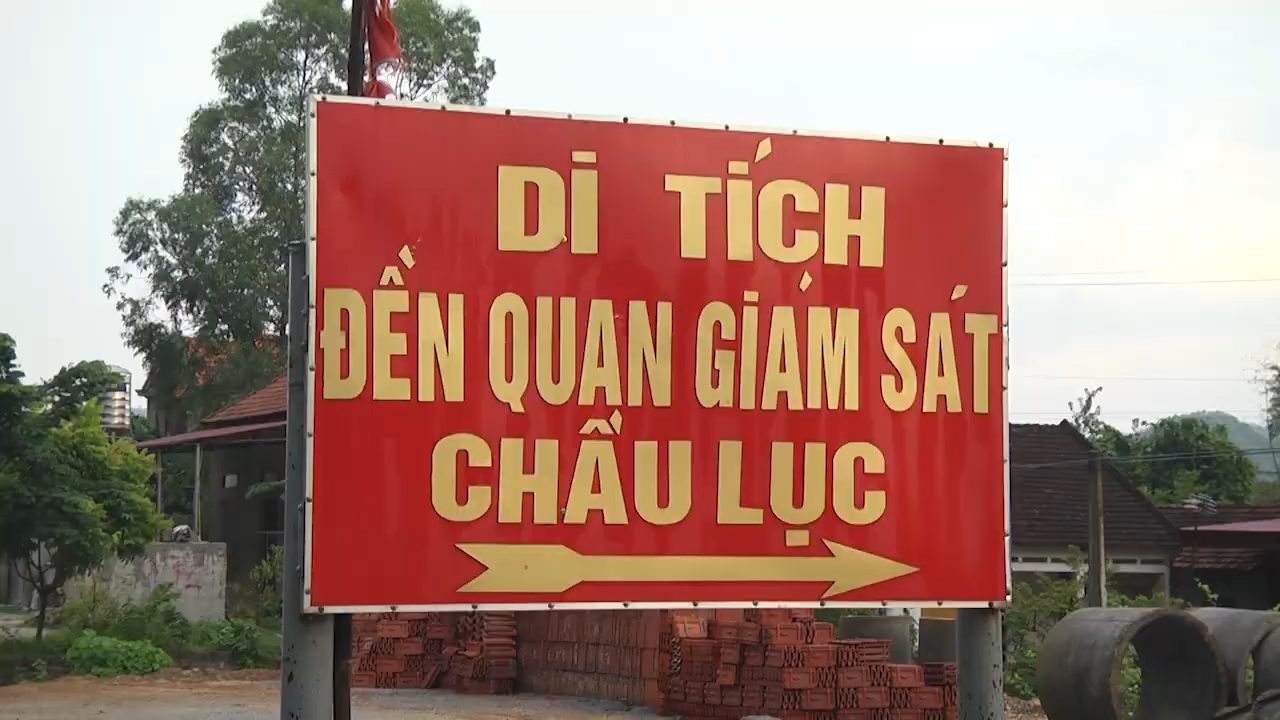 DI TÍCH
ĐỀN QUAN GIÁM SÁT
CHẦU LỤC